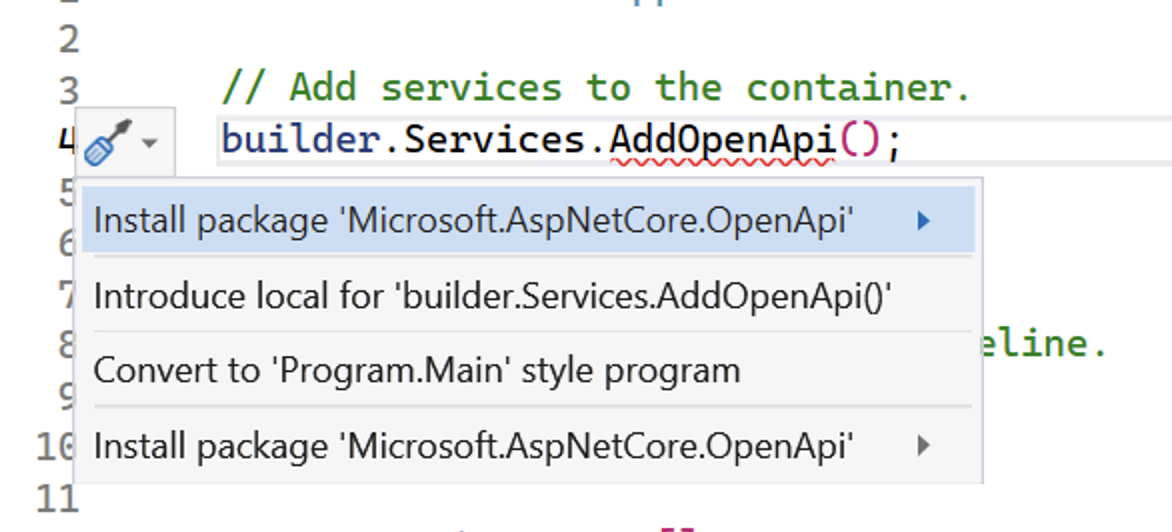 2
3 // Add services to the container.
4 builder.Services.AddOpenApi();
5
Install package 'Microsoft.AspNetCore.OpenApi'
6
7 Introduce local for 'builder.Services.AddOpenApi()'
8 eline.
Convert to 'Program.Main' style program
9
10 Install package 'Microsoft.AspNetCore.OpenApi'
11